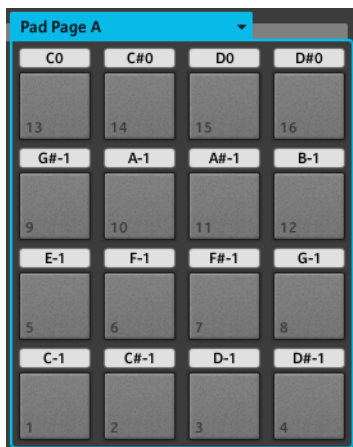 Pad Page A
C0 C#0 D0 D#0
13 14 15 16
G#-1 A-1 A#-1 B-1
9 10 11 12
E-1 F-1 F#-1 G-1
5 6 7 8
C-1 C#-1 D-1 D#-1
1 2 3 4